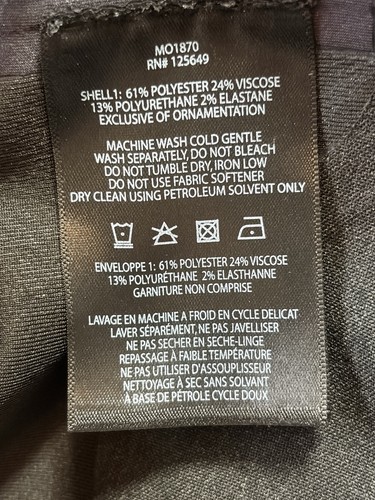 MO1870
RN# 125649
SHELL1: 61% POLYESTER 24% VISCOSE
13% POLYURETHANE 2% ELASTANE
EXCLUSIVE OF ORNAMENTATION
MACHINE WASH COLD GENTLE
WASH SEPARATELY, DO NOT BLEACH
DO NOT TUMBLE DRY, IRON LOW
DO NOT USE FABRIC SOFTENER
DRY CLEAN USING PETROLEUM SOLVENT ONLY
ENVELOPPE 1: 61% POLYESTER 24% VISCOSE
13% POLYURÉTHANE 2% ELASTHANNE
GARNITURE NON COMPRISE
LAVAGE EN MACHINE A FROID EN CYCLE DELICAT
LAVER SÉPARÉMENT, NE PAS JAVELLISER
NE PAS SECHER EN SECHE-LINGE
REPASSAGE À FAIBLE TEMPÉRATURE
NE PAS UTILISER D'ASSOUPLISEUR
NETTOYAGE À SEC SANS SOLVANT
À BASE DE PÉTROLE CYCLE DOUX